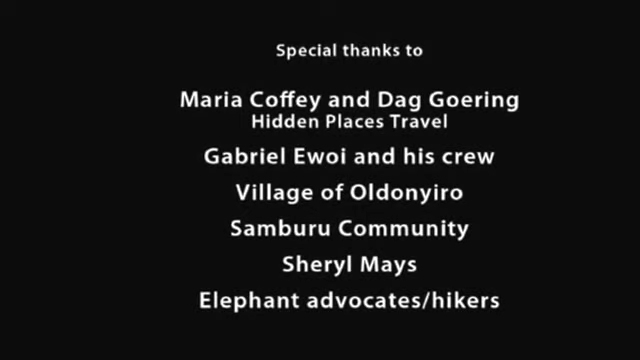 Special thanks to
Maria Coffey and Dag Goering
Hidden Places Travel
Gabriel Ewoi and his crew
Village of Oldonyiro
Samburu Community
Sheryl Mays
Elephant advocates/hikers